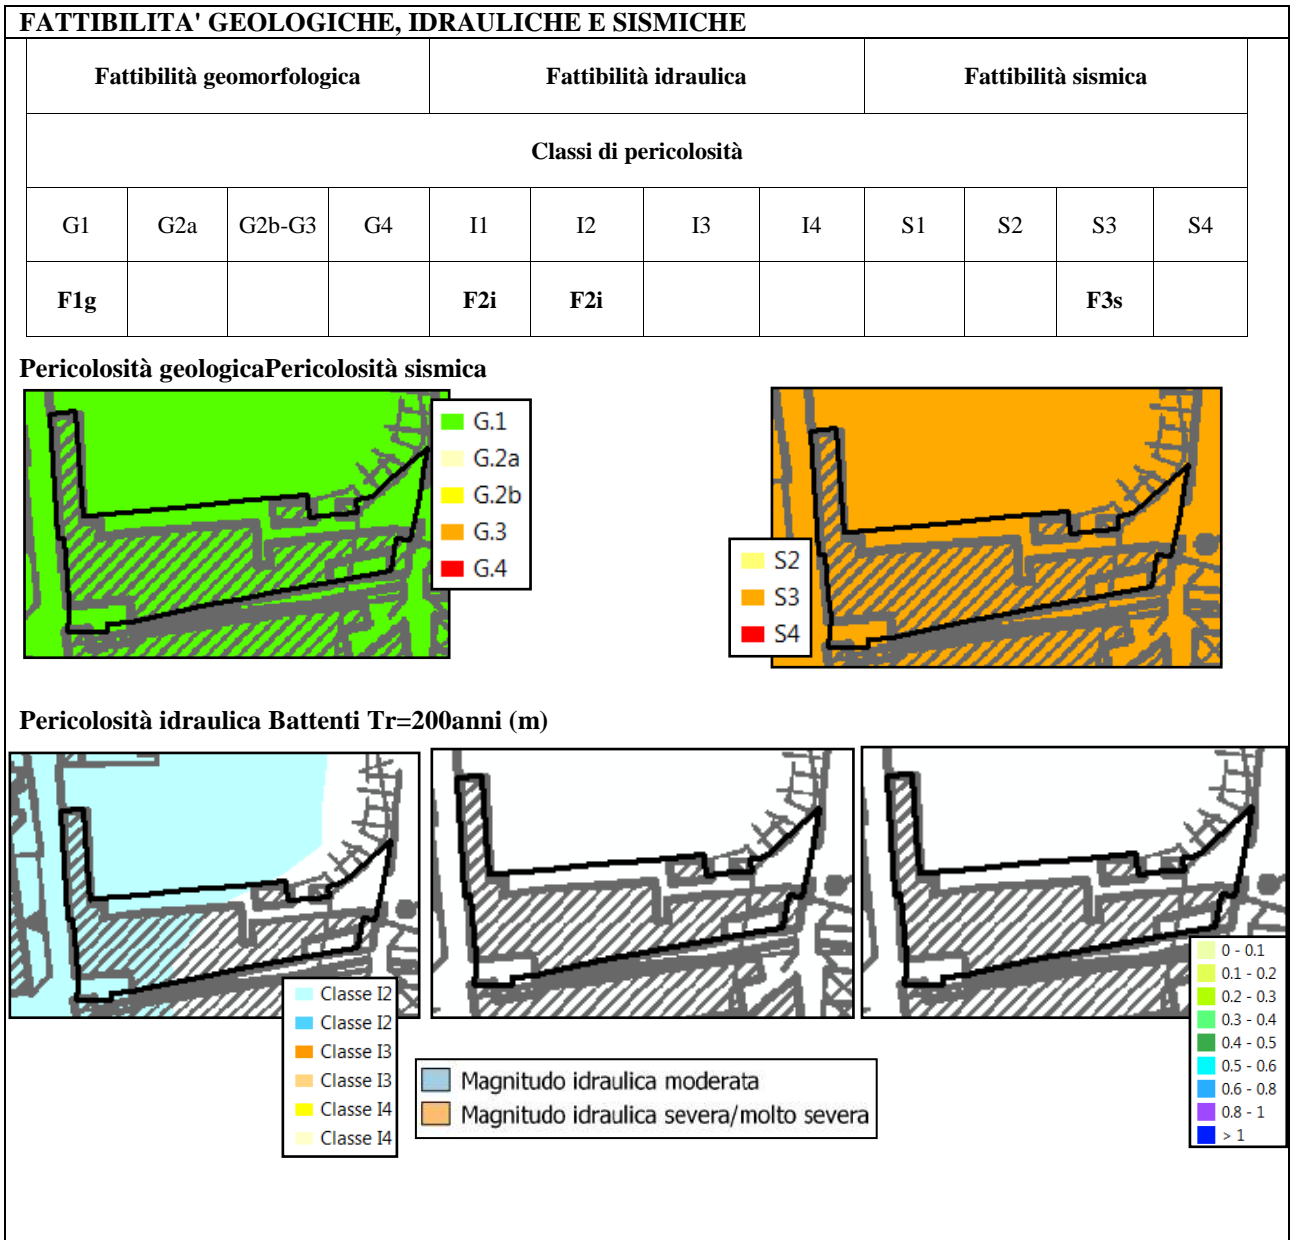 FATTIBILITA' GEOLOGICHE, IDRAULICHE E SISMICHE
Fattibilità geomorfologica Fattibilità idraulica Fattibilità sismica
Classi di pericolosità
G1 G2a G2b-G3 G4 I1 I2 I3 I4 S1 S2 S3 S4
F1g F2i F2i F3s
Pericolosità geologicaPericolosità sismica
G.1
G.2a
G.2b
G.3
G.4
S2
S3
S4
Pericolosità idraulica Battenti Tr=200anni (m)
Classe I2
Classe I2
Classe I3
Classe I3
Classe I4
Classe I4
Magnitudo idraulica moderata
Magnitudo idraulica severa/molto severa
0 - 0.1
0.1 - 0.2
0.2 - 0.3
0.3 - 0.4
0.4 - 0.5
0.5 - 0.6
0.6 - 0.8
0.8 - 1
> 1